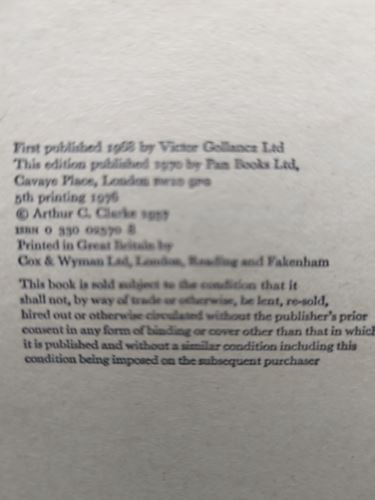 First published 1968 by Victor Gollancz Ltd
This edition published 1970 by Pan Books Ltd,
Cavaye Place, London
5th printing 1976
© Arthur C. Clarke 1957
ISBN 0 330 02570 8
Printed in Great Britain by
Cox & Wyman Ltd, London, Reading and Fakenham
This book is sold subject to the condition that it
shall not, by way of trade or otherwise, be lent, re-sold,
hired out or otherwise circulated without the publisher's prior
consent in any form of binding or cover other than that in which
it is published and without a similar condition including this
condition being imposed on the subsequent purchaser